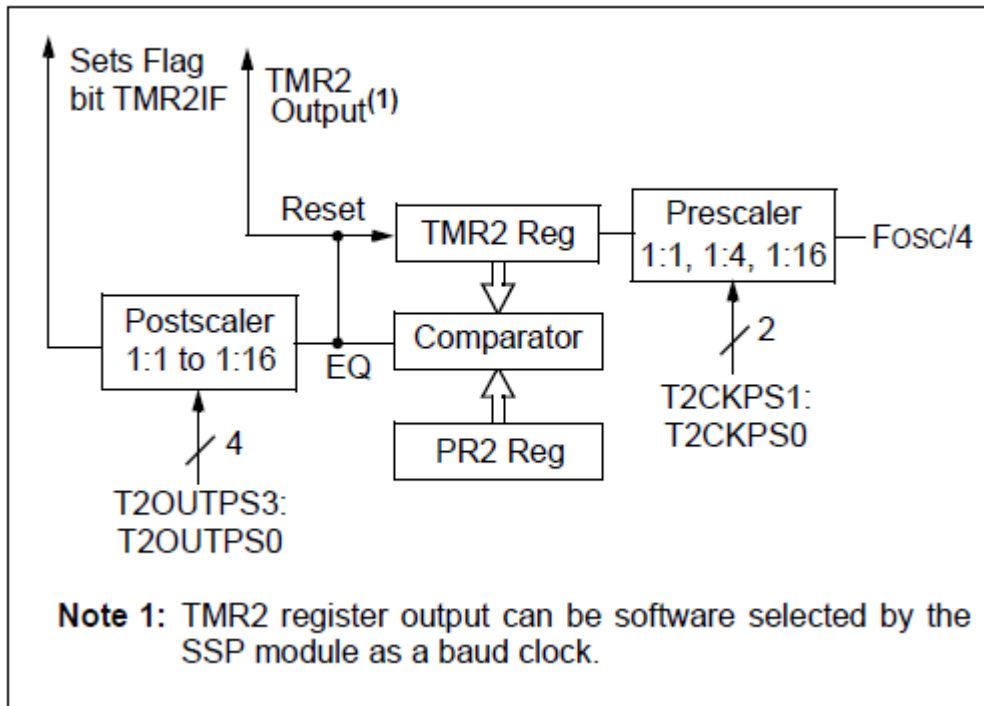 Sets Flag
bit TMR2IF
TMR2
Output(1)
Reset
TMR2 Reg
Prescaler
1:1, 1:4, 1:16
FOSC/4
Postscaler
1:1 to 1:16
EQ
Comparator
2
T2CKPS1:
T2CKPS0
PR2 Reg
4
T2OUTPS3:
T2OUTPS0
Note 1: TMR2 register output can be software selected by the
SSP module as a baud clock.